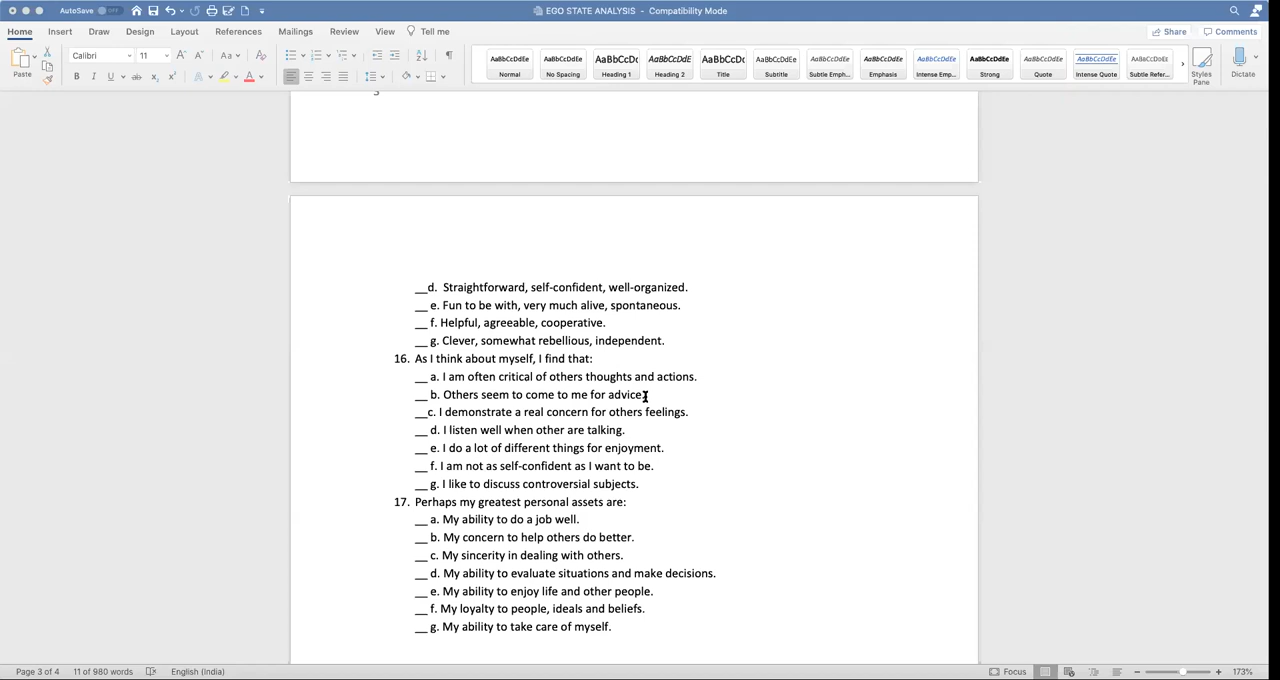 AutoSave OFF
EGO STATE ANALYSIS - Compatibility Mode
Home Insert Draw Design Layout References Mailings Review View Tell me
Share Comments
Paste
Calibri 11
AaBbCcDdEe Normal
AaBbCcDdEe No Spacing
AaBbCcDc Heading 1
AaBbCcDdE Heading 2
AaBbCcDc Title
AaBbCcDdEe Subtitle
AaBbCcDdEe Subtle Emph...
AaBbCcDdEe Emphasis
AaBbCcDdEe Intense Emp...
AaBbCcDdEe Strong
AaBbCcDdEe Quote
AaBbCcDdEe Intense Quote
AaBbCcDdEe Subtle Refer...
Styles Pane
Dictate
__d. Straightforward, self-confident, well-organized.
__ e. Fun to be with, very much alive, spontaneous.
__ f. Helpful, agreeable, cooperative.
__ g. Clever, somewhat rebellious, independent.
16. As I think about myself, I find that:
__ a. I am often critical of others thoughts and actions.
__ b. Others seem to come to me for advice.
__c. I demonstrate a real concern for others feelings.
__ d. I listen well when other are talking.
__ e. I do a lot of different things for enjoyment.
__ f. I am not as self-confident as I want to be.
__ g. I like to discuss controversial subjects.
17. Perhaps my greatest personal assets are:
__ a. My ability to do a job well.
__ b. My concern to help others do better.
__ c. My sincerity in dealing with others.
__ d. My ability to evaluate situations and make decisions.
__ e. My ability to enjoy life and other people.
__ f. My loyalty to people, ideals and beliefs.
__ g. My ability to take care of myself.
Page 3 of 4 11 of 980 words English (India)
Focus 173%